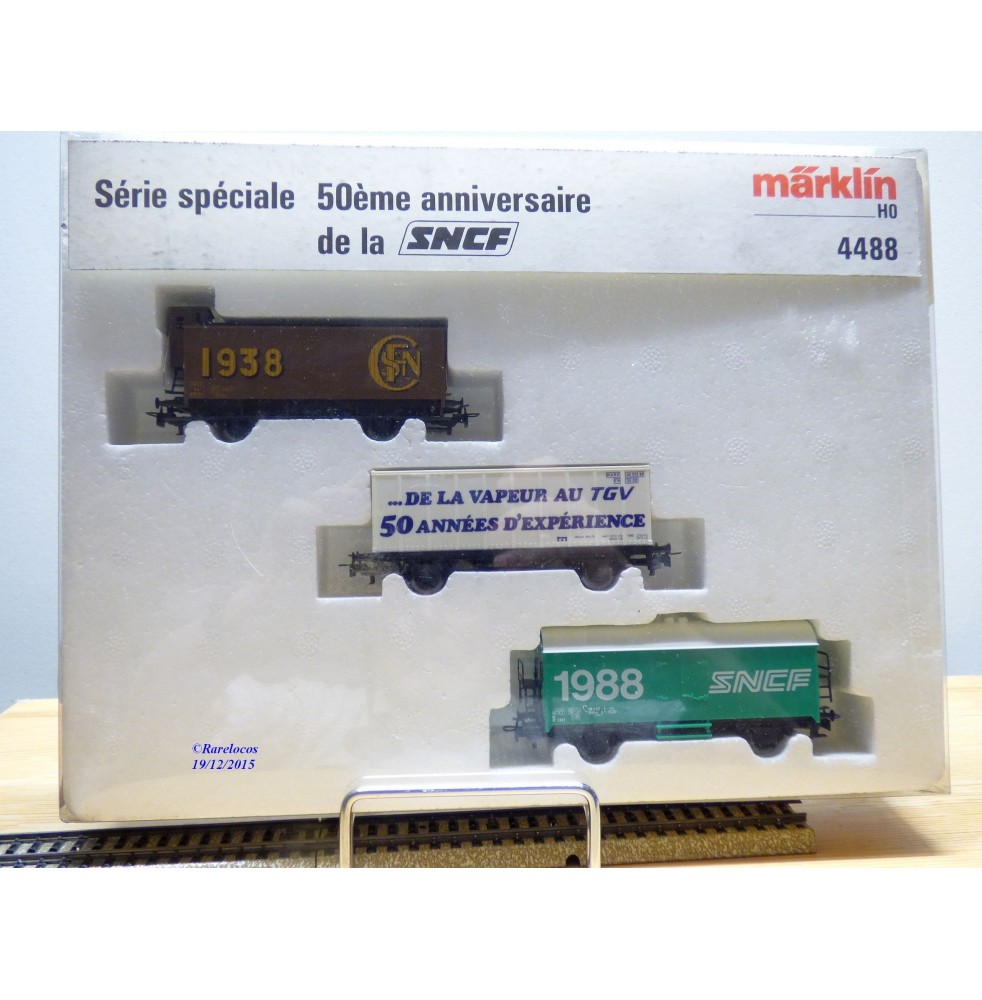 Série spéciale 50ème anniversaire
de la SNCF
märklin
H0
4488
1938
SNCF
...DE LA VAPEUR AU TGV
50 ANNÉES D'EXPÉRIENCE
1988 SNCF
©Rarelocos
19/12/2015